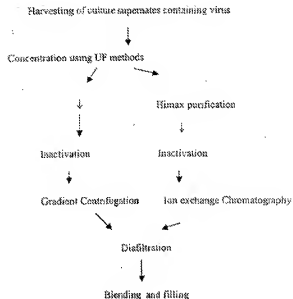 Harvesting of culture supernates containing virus
Concentration using UF methods
Himax purification
Inactivation Inactivation
Gradient Centrifugation Ion exchange Chromatography
Diafiltration
Blending and filling